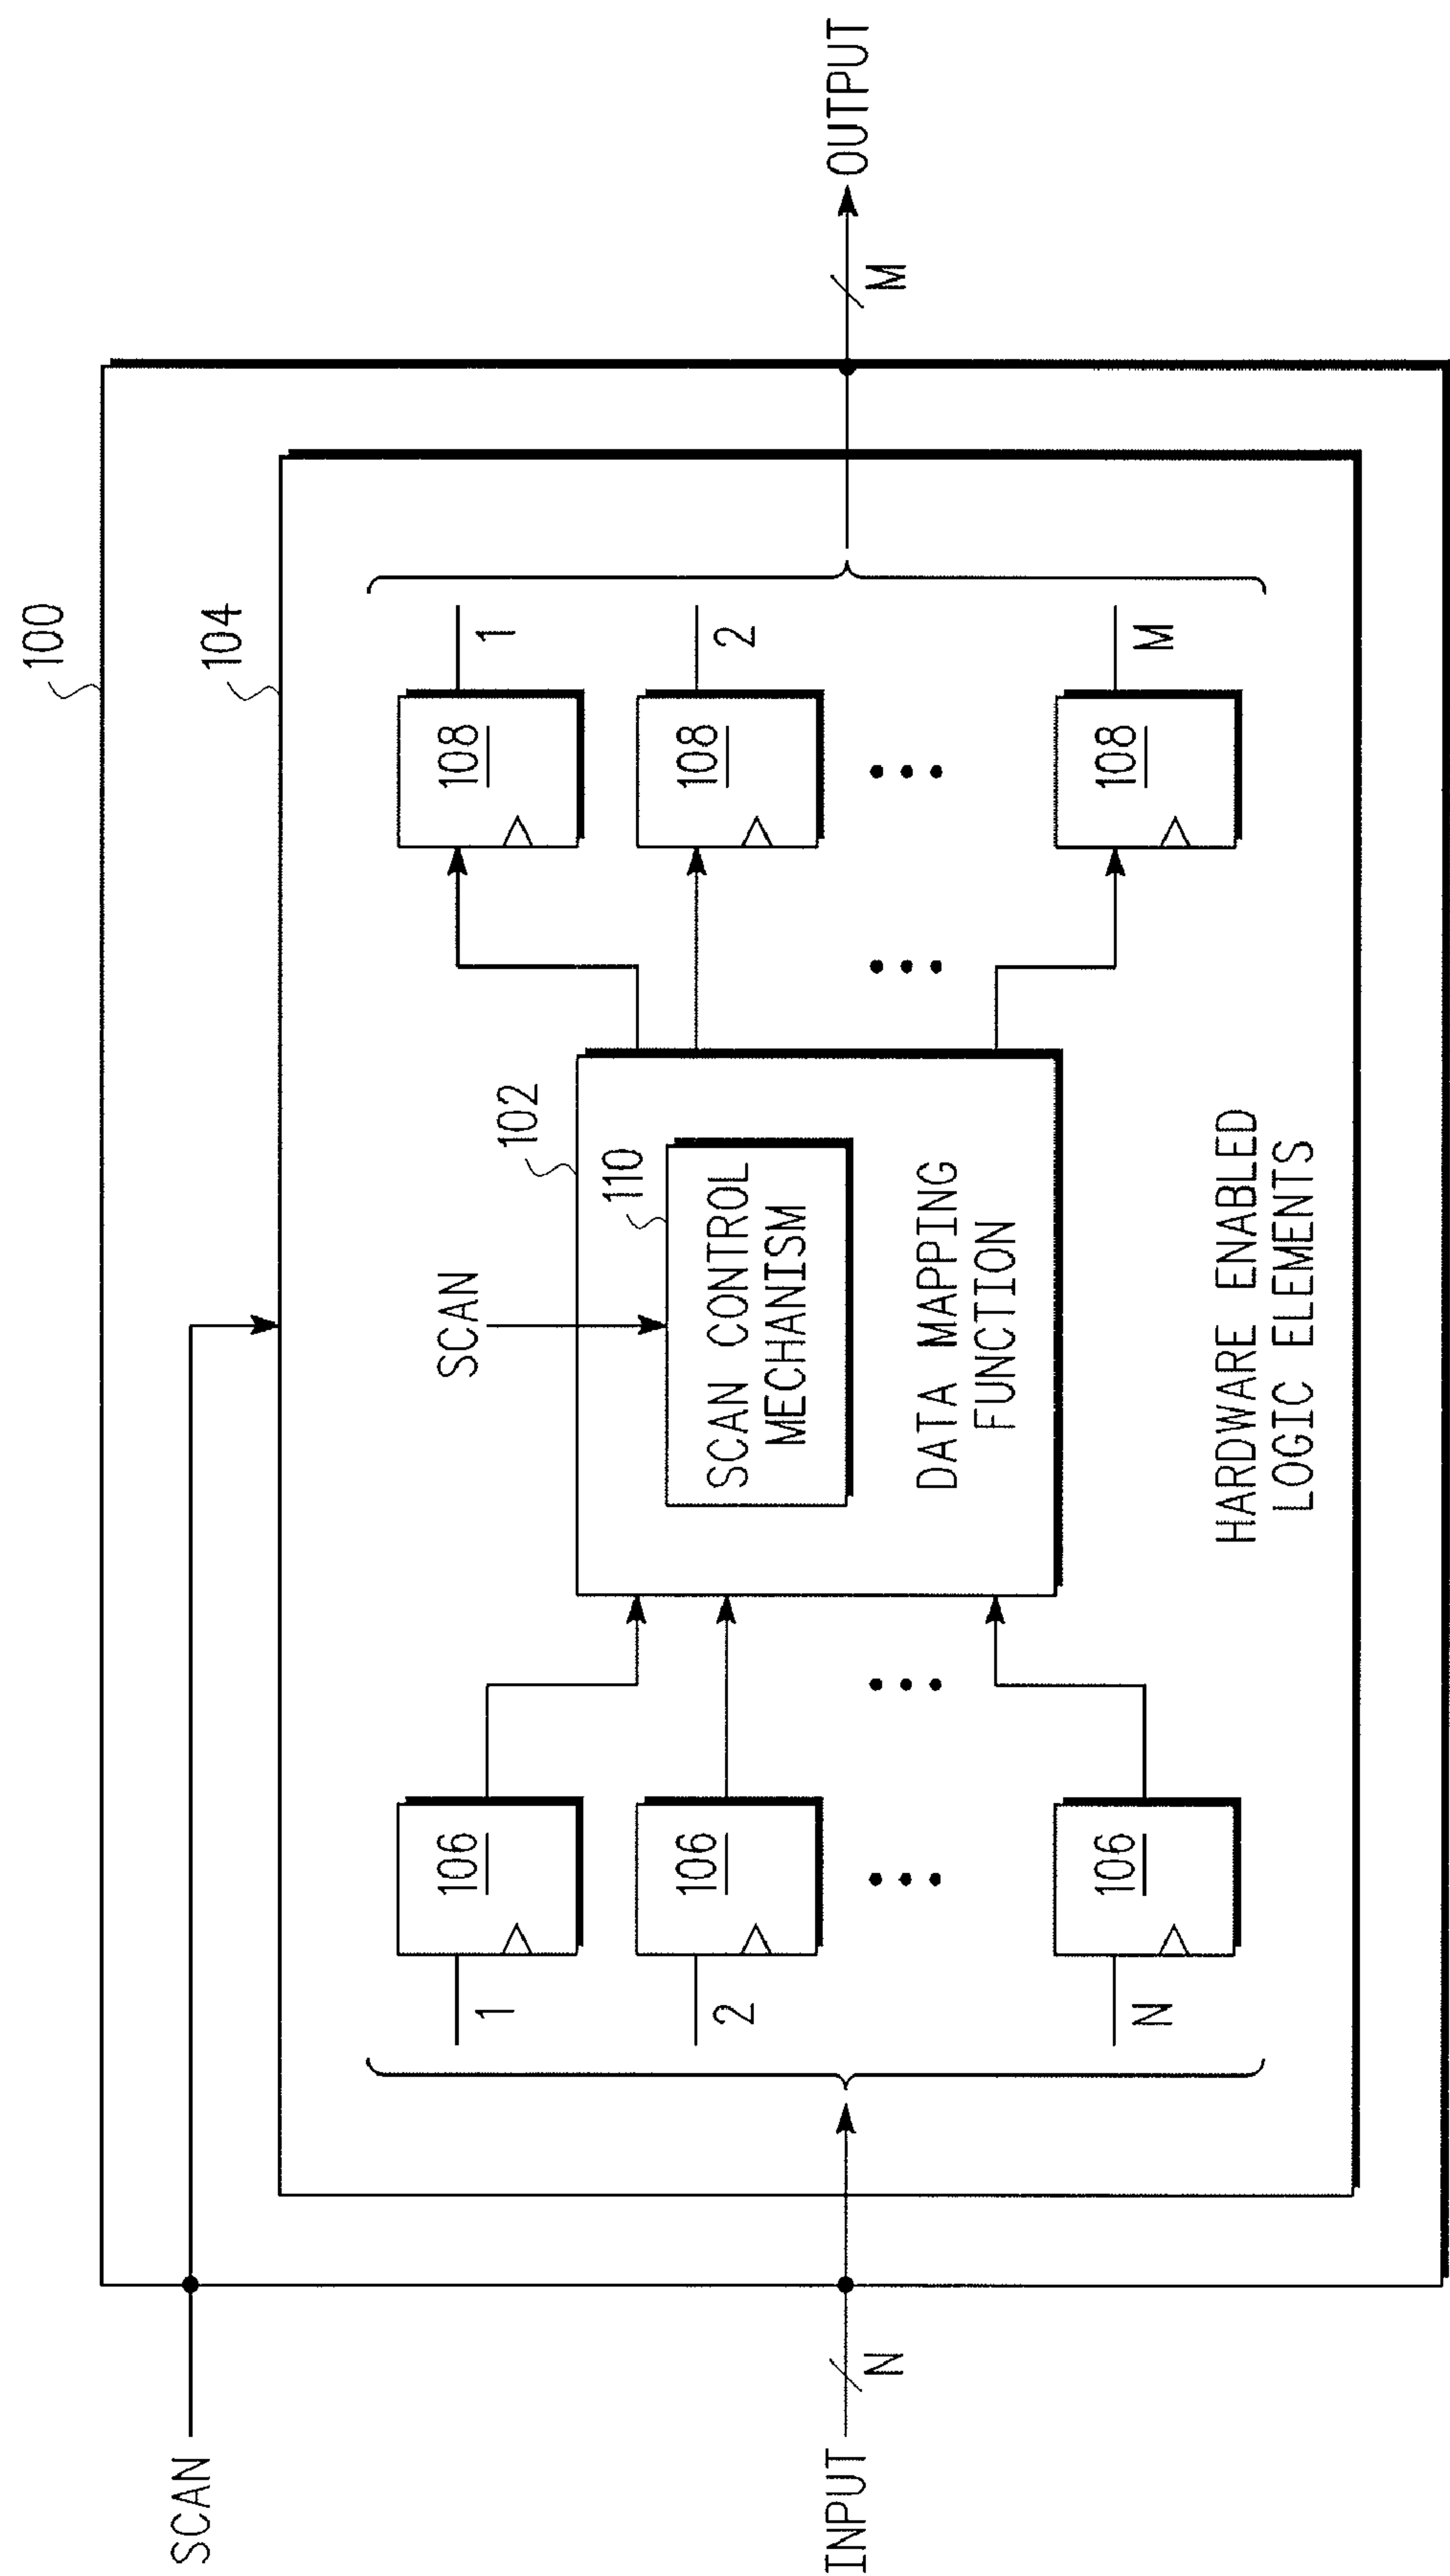 100
104
SCAN
102
110
SCAN
SCAN CONTROL
MECHANISM
DATA MAPPING
FUNCTION
1
106
2
106
N
106
108
1
108
2
108
M
INPUT
N
OUTPUT
M
HARDWARE ENABLED
LOGIC ELEMENTS